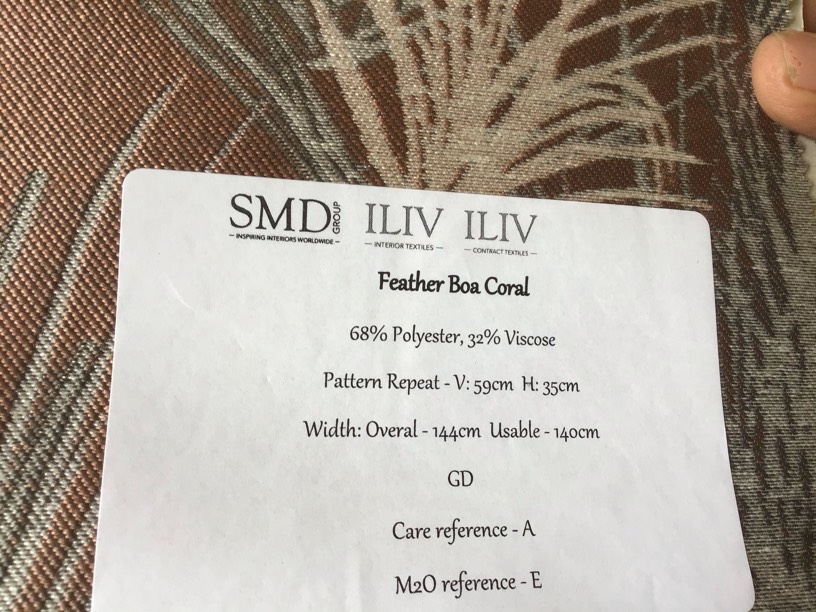 SMD GROUP ILIV ILIV
– INSPIRING INTERIORS WORLDWIDE – — INTERIOR TEXTILES — — CONTRACT TEXTILES —
Feather Boa Coral
68% Polyester, 32% Viscose
Pattern Repeat - V: 59cm H: 35cm
Width: Overal - 144cm Usable - 140cm
GD
Care reference - A
M2O reference - E